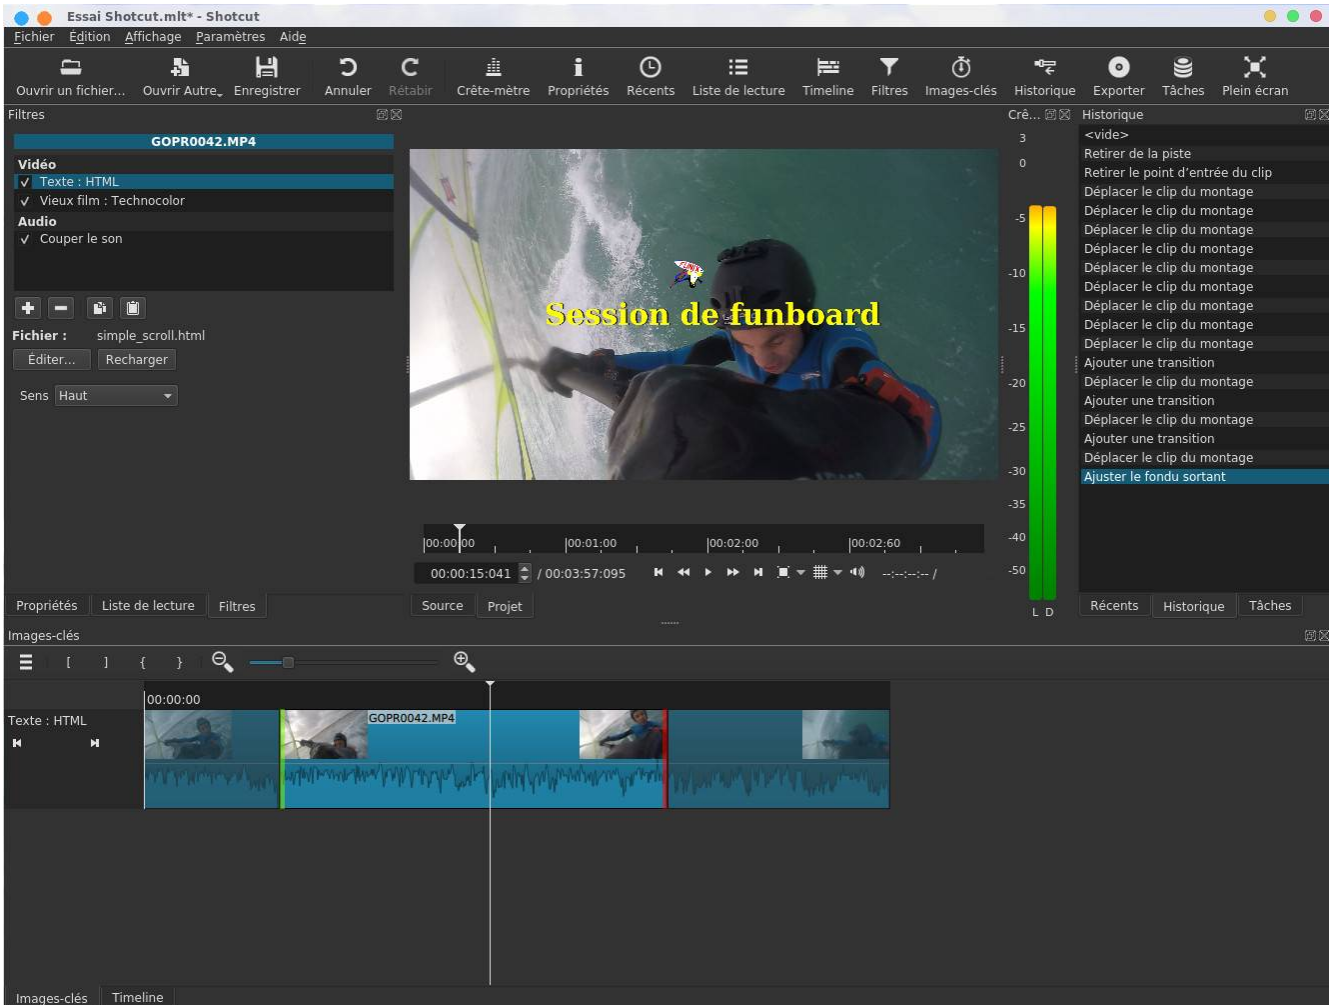 Essai Shotcut.mlt* - Shotcut
Fichier Édition Affichage Paramètres Aide
Ouvrir un fichier... Ouvrir Autre Enregistrer Annuler Rétabir Crête-mètre Propriétés Récents Liste de lecture Timeline Filtres Images-clés Historique Exporter Tâches Plein écran
Filtres
GOPR0042.MP4
Vidéo
Texte : HTML
Vieux film : Technocolor
Audio
Couper le son
Fichier : simple_scroll.html
Éditer... Recharger
Sens Haut
Propriétés Liste de lecture Filtres
Session de funboard
00:00:00 00:01:00 00:02:00 00:02:60
00:00:15:041 / 00:03:57:095 --:--:--:-- /
Source Projet
Crê...
3
0
-5
-10
-15
-20
-25
-30
-35
-40
-50
L D
Historique
<vide>
Retirer de la piste
Retirer le point d'entrée du clip
Déplacer le clip du montage
Déplacer le clip du montage
Déplacer le clip du montage
Déplacer le clip du montage
Déplacer le clip du montage
Déplacer le clip du montage
Déplacer le clip du montage
Déplacer le clip du montage
Déplacer le clip du montage
Ajouter une transition
Déplacer le clip du montage
Ajouter une transition
Déplacer le clip du montage
Ajouter une transition
Déplacer le clip du montage
Ajuster le fondu sortant
Récents Historique Tâches
Images-clés
[ ] { }
00:00:00
Texte : HTML
GOPR0042.MP4
Images-clés Timeline